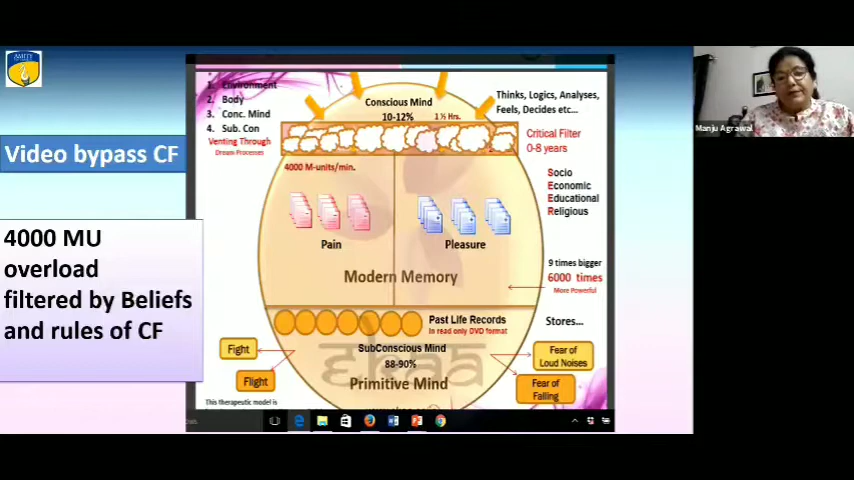 AMITY
Video bypass CF
4000 MU
overload
filtered by Beliefs
and rules of CF
1. Environment
2. Body
3. Conc. Mind
4. Sub. Con
Venting Through
Dream Processes
Conscious Mind
10-12%
1 ½ Hrs.
Thinks, Logics, Analyses,
Feels, Decides etc...
Critical Filter
0-8 years
4000 M-units/min.
Socio
Economic
Educational
Religious
Pain
Pleasure
Modern Memory
9 times bigger
6000 times
More Powerful
Past Life Records
In read only DVD format
Stores...
SubConscious Mind
88-90%
Primitive Mind
ekaa
Fight
Flight
Fear of
Loud Noises
Fear of
Falling
This therapeutic model is
Manju Agrawal